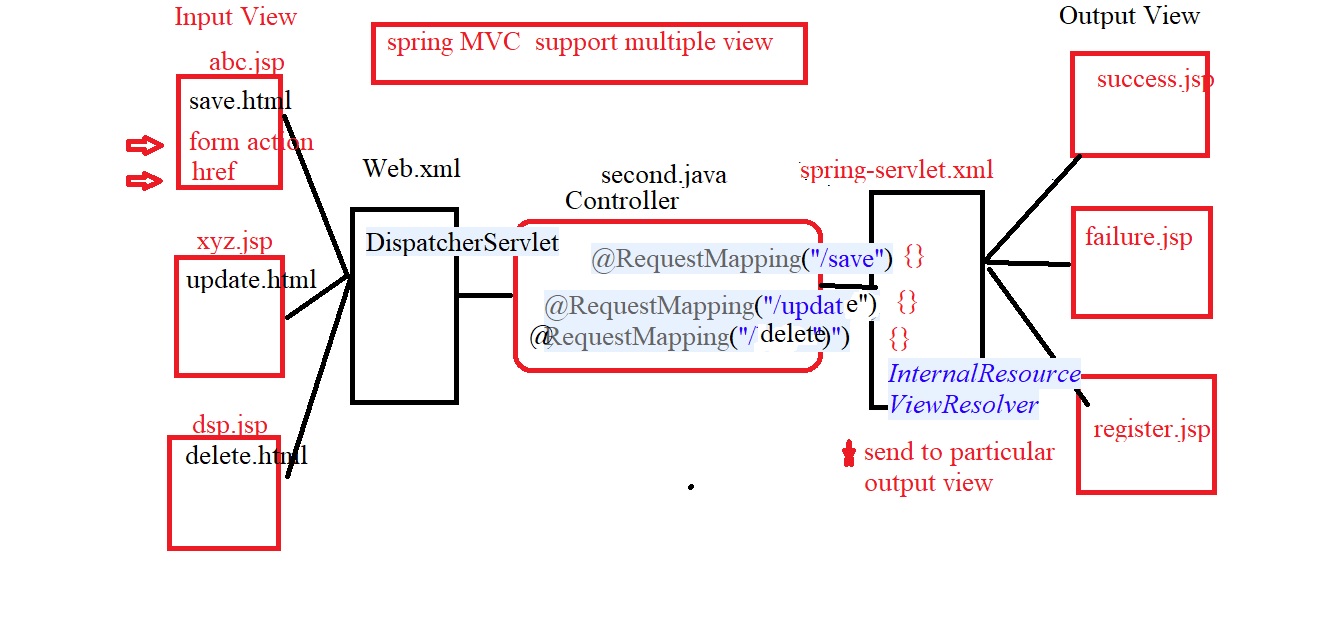 Input View
Output View
spring MVC support multiple view
abc.jsp
save.html
form action
href
success.jsp
Web.xml
second.java
Controller
spring-servlet.xml
xyz.jsp
update.html
DispatcherServlet
@RequestMapping("/save") {}
@RequestMapping("/update") {}
@RequestMapping("/delete")") {}
failure.jsp
InternalResource
ViewResolver
dsp.jsp
delete.html
register.jsp
send to particular
output view